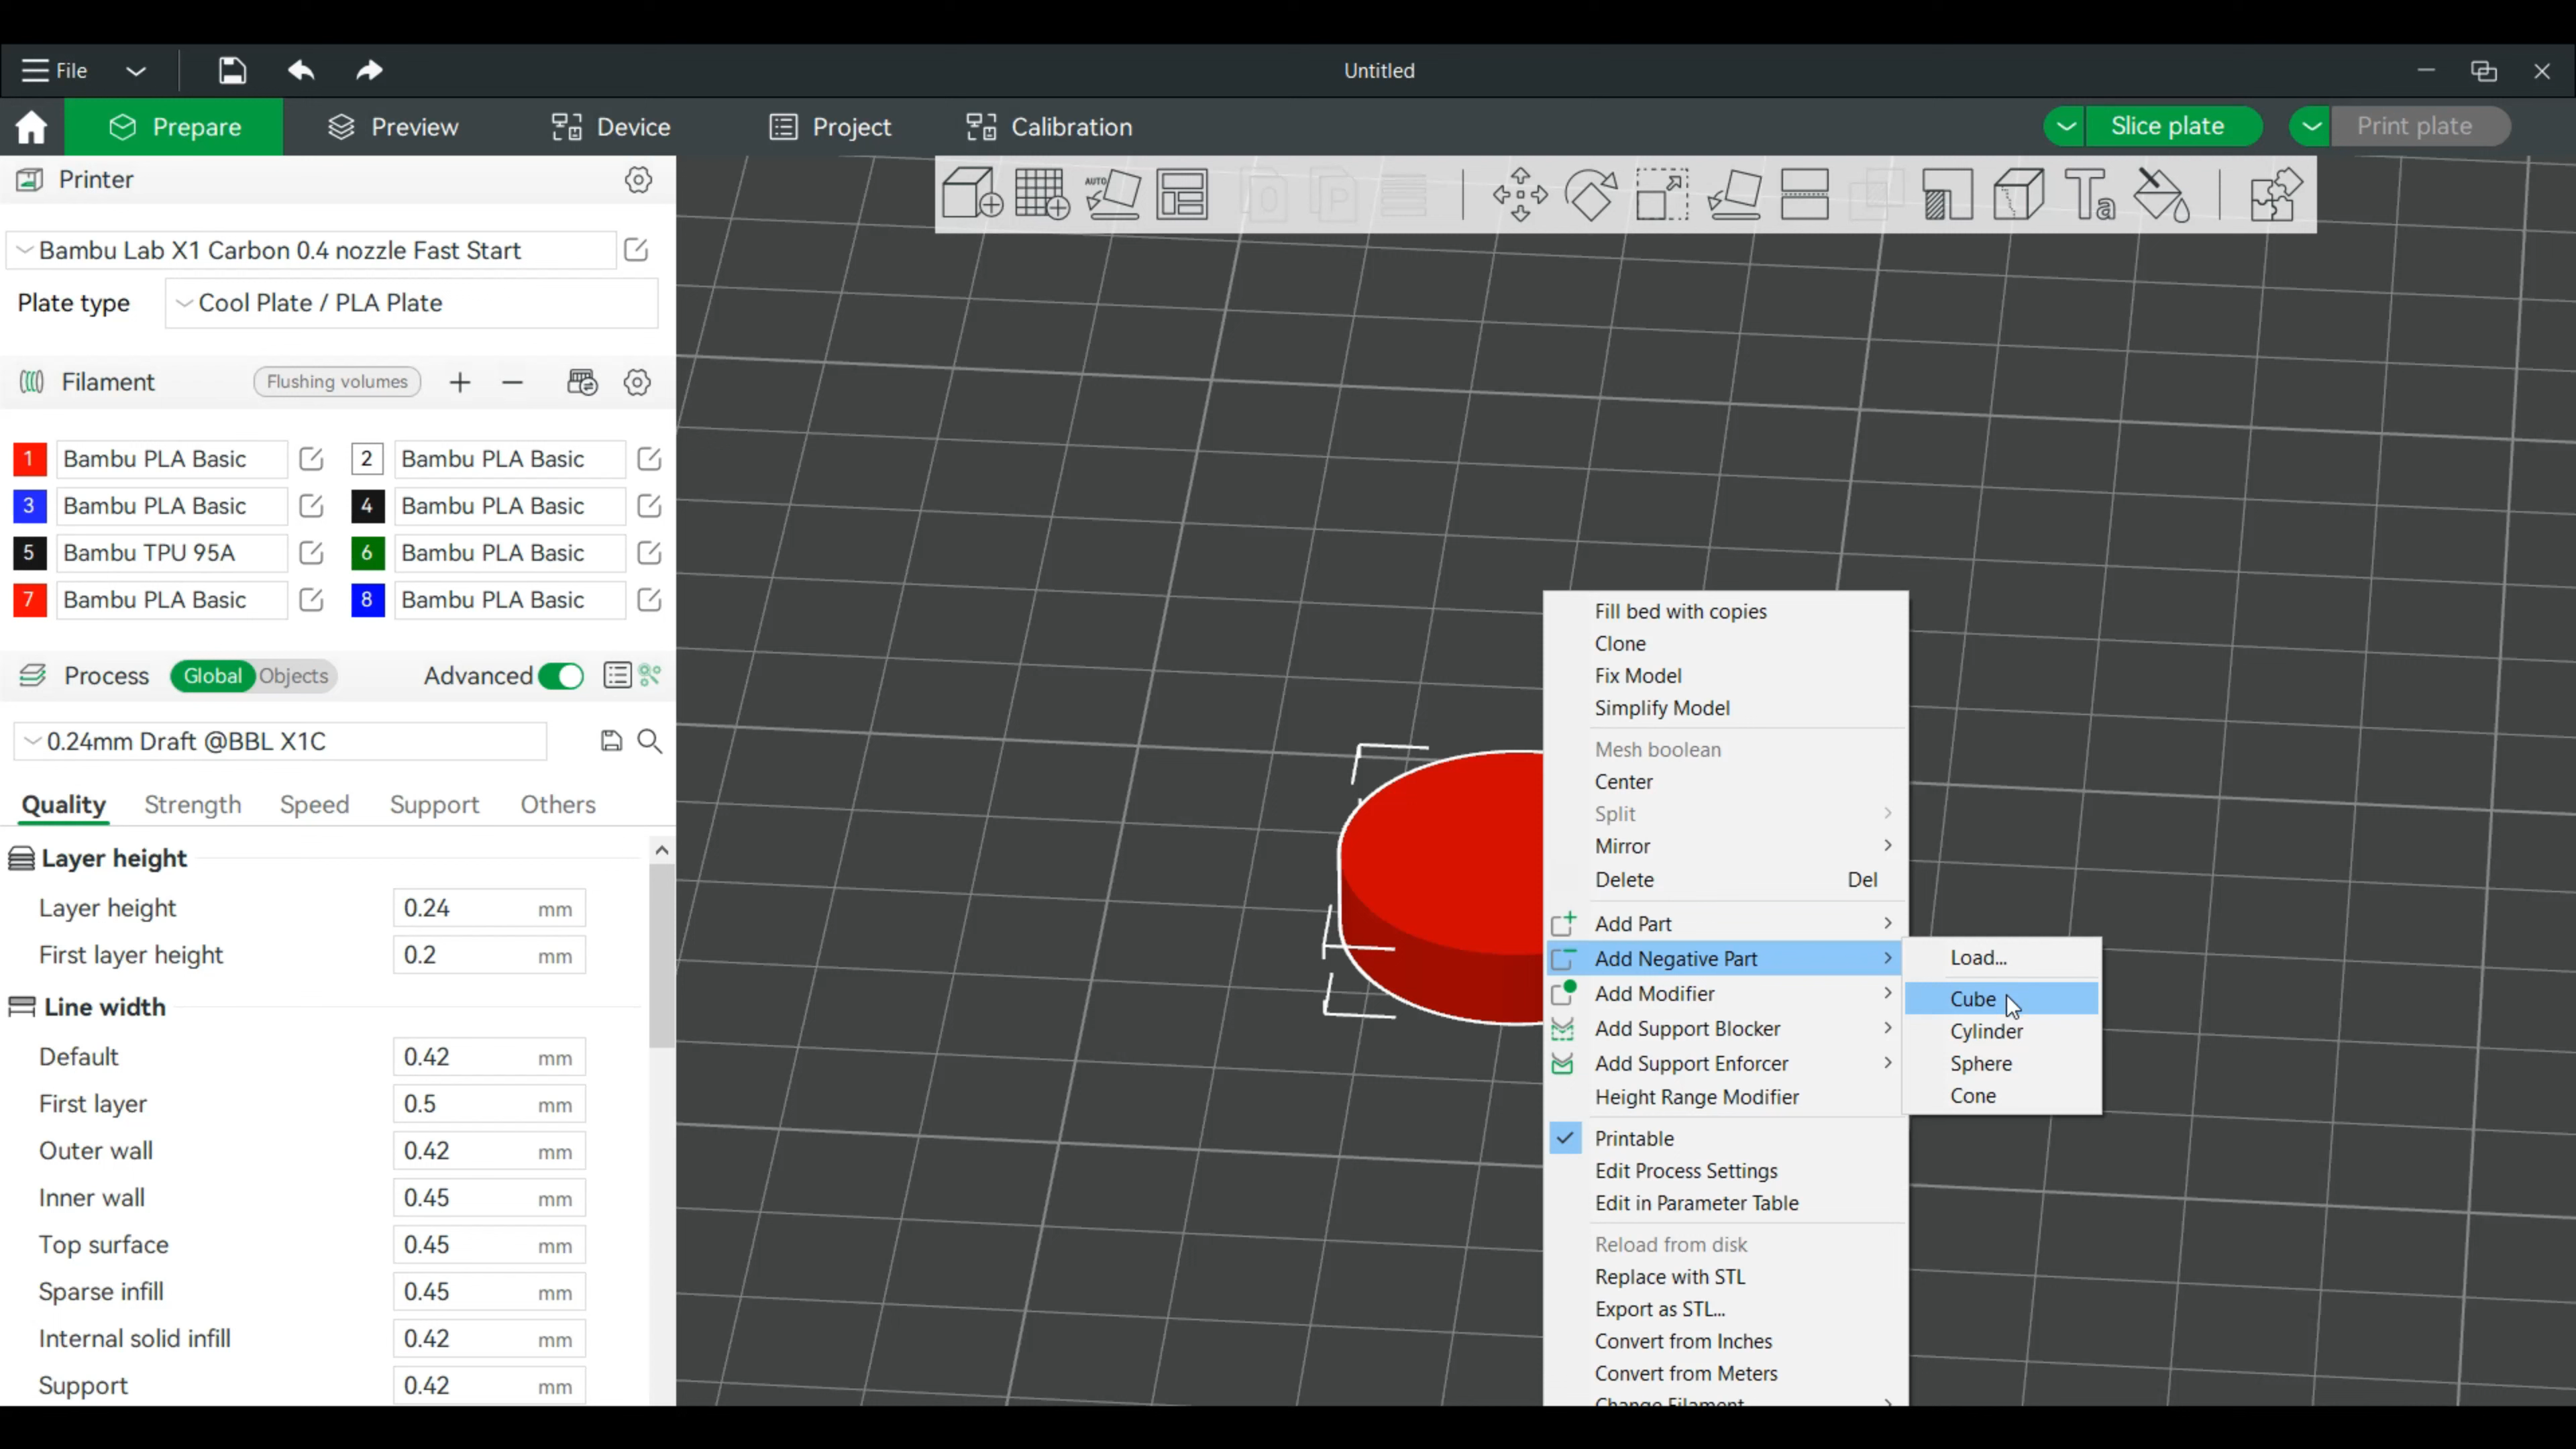 File
Untitled
Prepare
Preview
Device
Project
Calibration
Slice plate
Print plate
Printer
Bambu Lab X1 Carbon 0.4 nozzle Fast Start
Plate type
Cool Plate / PLA Plate
Filament
Flushing volumes
1 Bambu PLA Basic
2 Bambu PLA Basic
3 Bambu PLA Basic
4 Bambu PLA Basic
5 Bambu TPU 95A
6 Bambu PLA Basic
7 Bambu PLA Basic
8 Bambu PLA Basic
Process Global Objects Advanced
0.24mm Draft @BBL X1C
Quality Strength Speed Support Others
Layer height
Layer height 0.24 mm
First layer height 0.2 mm
Line width
Default 0.42 mm
First layer 0.5 mm
Outer wall 0.42 mm
Inner wall 0.45 mm
Top surface 0.45 mm
Sparse infill 0.45 mm
Internal solid infill 0.42 mm
Support 0.42 mm
AUTO
Ta
Fill bed with copies
Clone
Fix Model
Simplify Model
Mesh boolean
Center
Split
Mirror
Delete Del
Add Part
Add Negative Part
Add Modifier
Add Support Blocker
Add Support Enforcer
Height Range Modifier
Printable
Edit Process Settings
Edit in Parameter Table
Reload from disk
Replace with STL
Export as STL...
Convert from Inches
Convert from Meters
Change Filament
Load...
Cube
Cylinder
Sphere
Cone